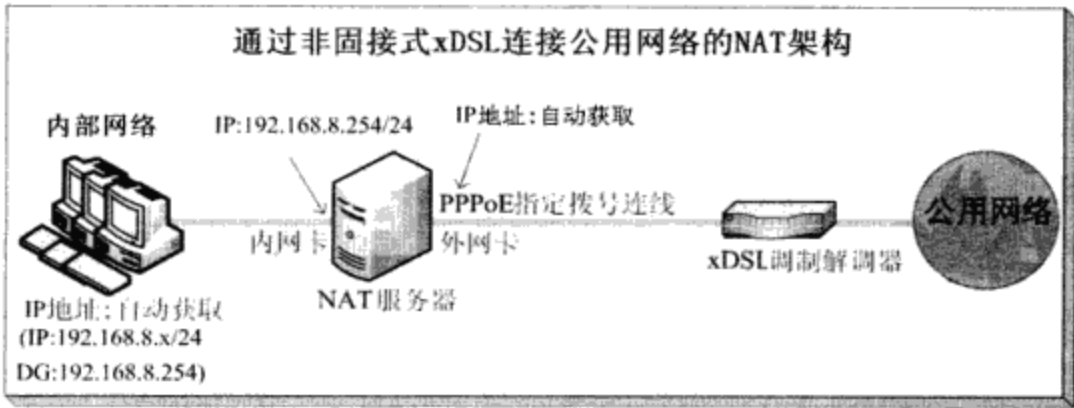 通过非固接式xDSL连接公用网络的NAT架构
内部网络
IP:192.168.8.254/24
IP地址:自动获取
PPPoE指定拨号连线
公用网络
内网卡
外网卡
xDSL调制解调器
NAT服务器
IP地址:自动获取
(IP:192.168.8.x/24
DG:192.168.8.254)